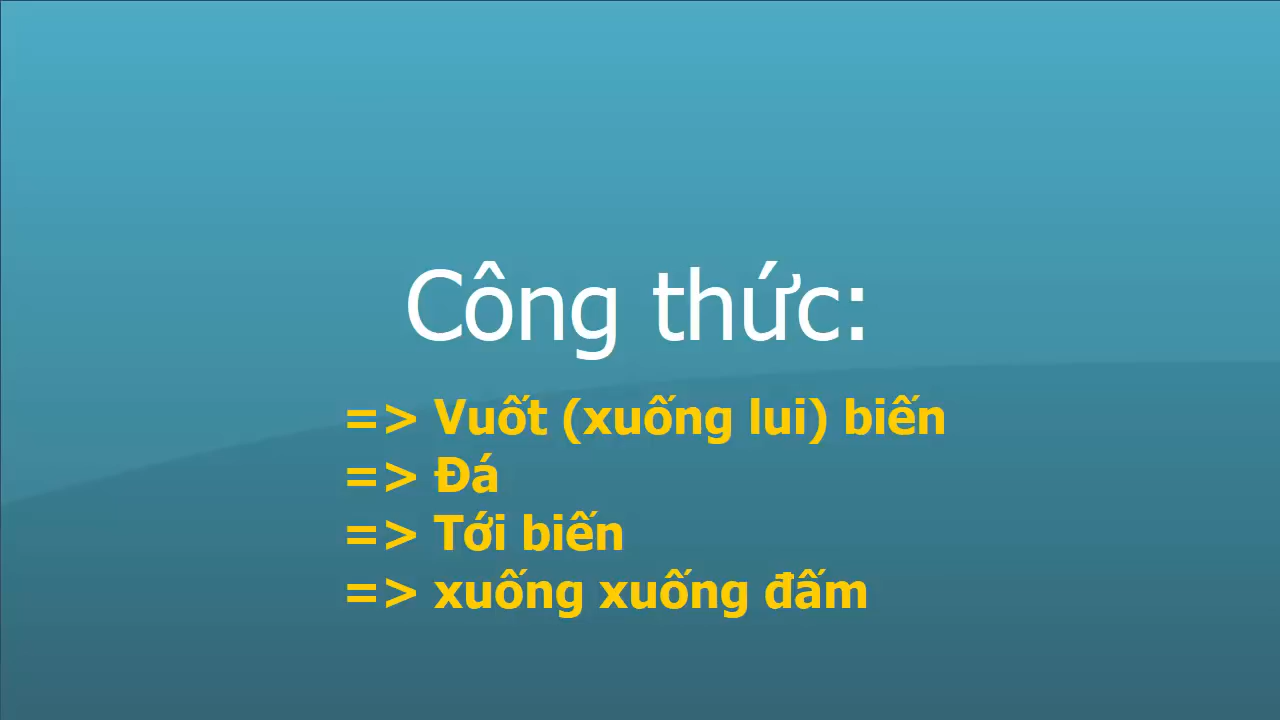 Công thức:
=> Vuốt (xuống lui) biến
=> Đá
=> Tới biến
=> xuống xuống đấm